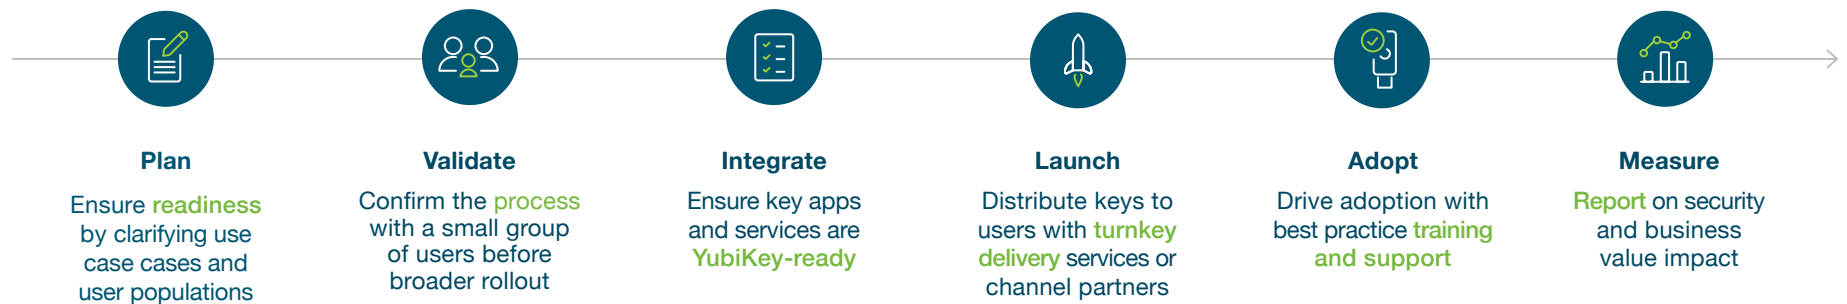 Plan
Ensure readiness
by clarifying use
case cases and
user populations
Validate
Confirm the process
with a small group
of users before
broader rollout
Integrate
Ensure key apps
and services are
YubiKey-ready
Launch
Distribute keys to
users with turnkey
delivery services or
channel partners
Adopt
Drive adoption with
best practice training
and support
Measure
Report on security
and business
value impact